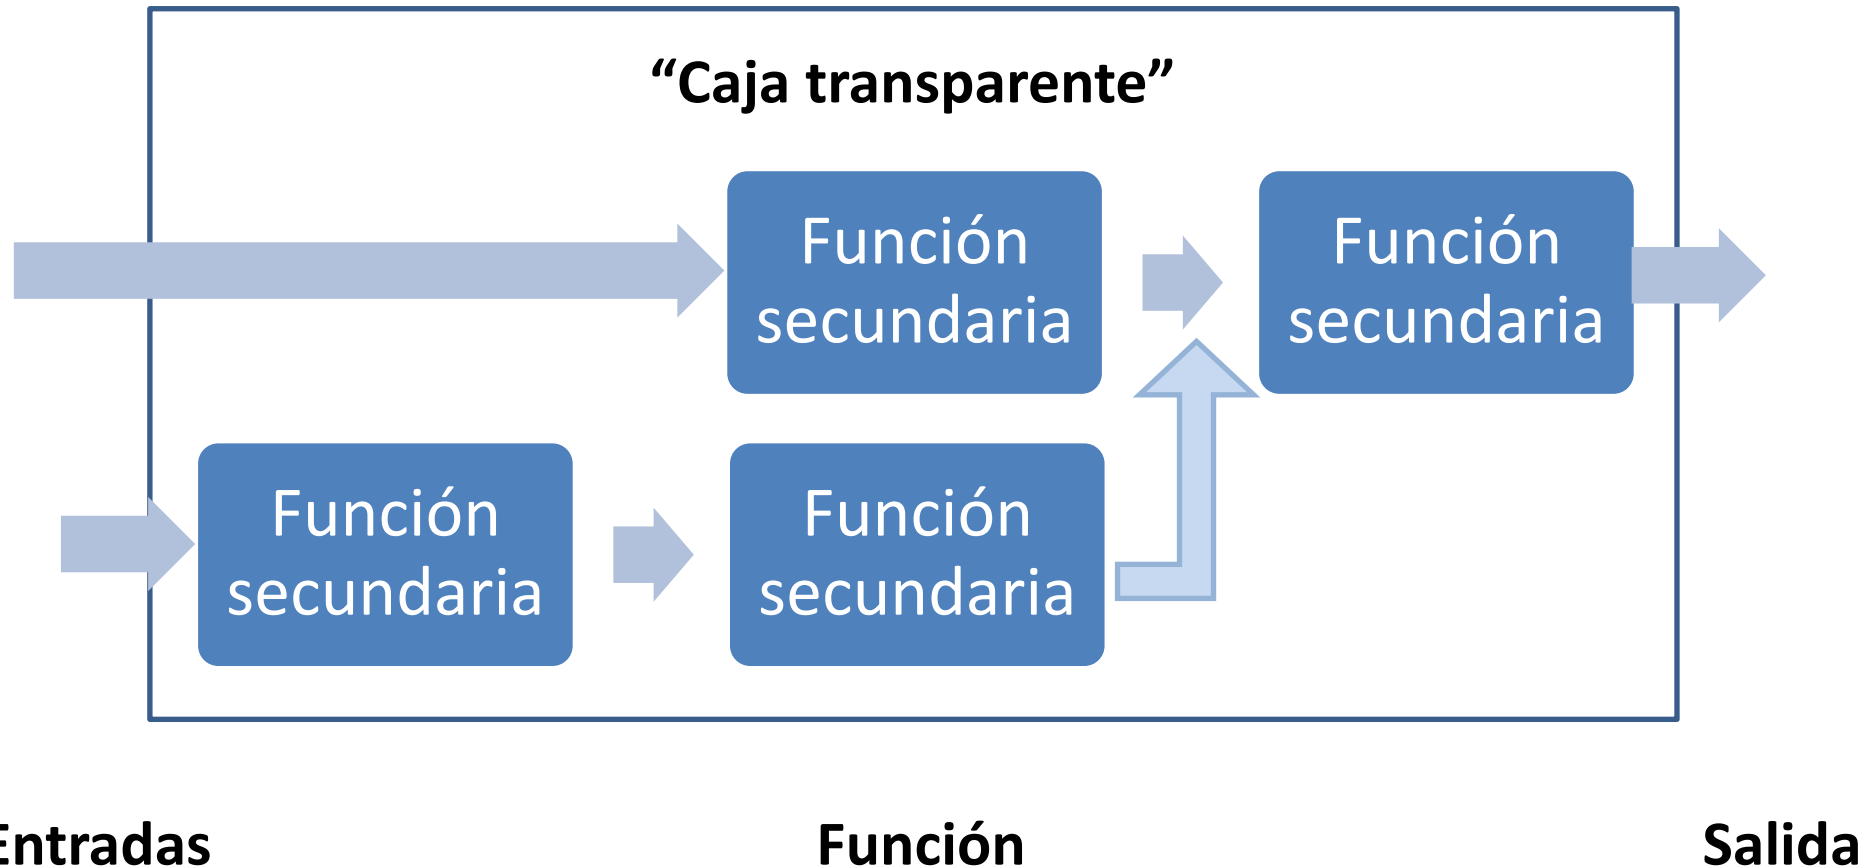 “Caja transparente”
Función
secundaria
Función
secundaria
Función
secundaria
Función
secundaria
Entradas
Función
Salida